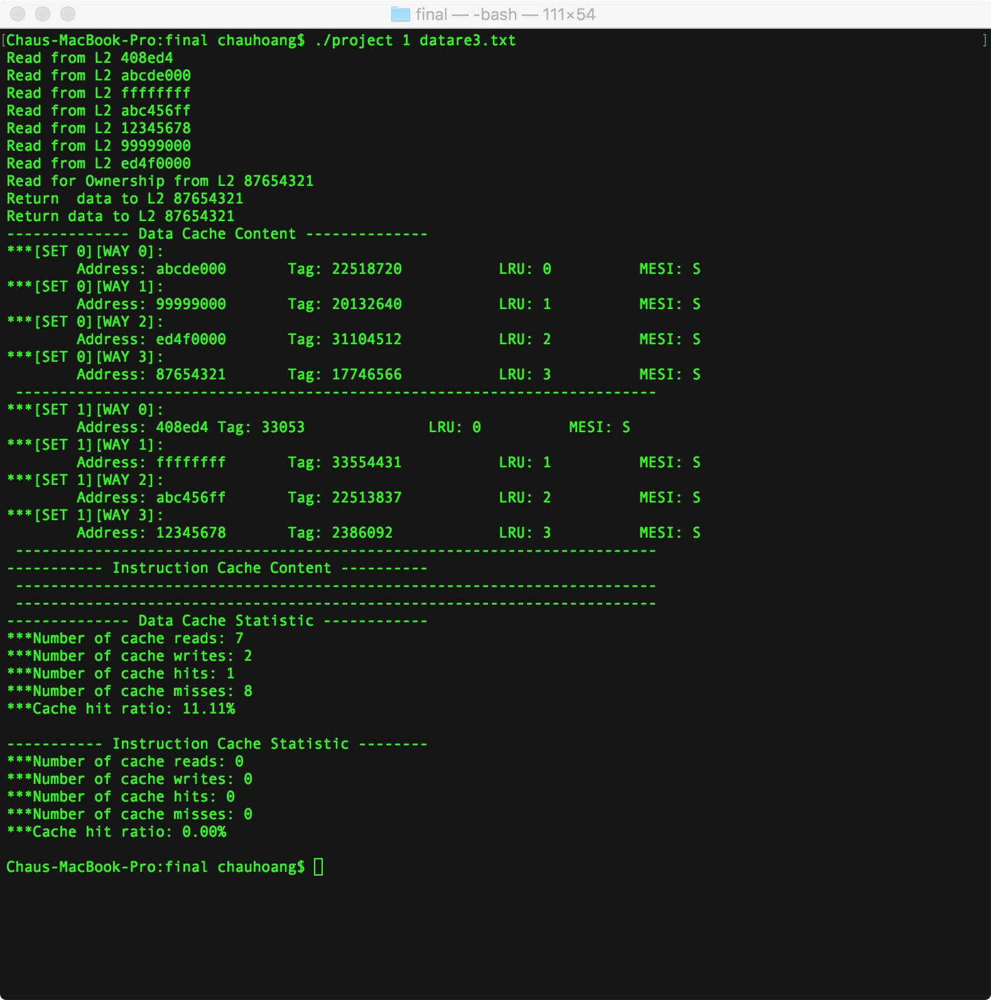 final — -bash — 111×54
[Chaus-MacBook-Pro:final chauhoang$ ./project 1 datare3.txt ]
Read from L2 408ed4
Read from L2 abcde000
Read from L2 ffffffff
Read from L2 abc456ff
Read from L2 12345678
Read from L2 99999000
Read from L2 ed4f0000
Read for Ownership from L2 87654321
Return  data to L2 87654321
Return data to L2 87654321
-------------- Data Cache Content --------------
***[SET 0][WAY 0]:
        Address: abcde000       Tag: 22518720           LRU: 0          MESI: S
***[SET 0][WAY 1]:
        Address: 99999000       Tag: 20132640           LRU: 1          MESI: S
***[SET 0][WAY 2]:
        Address: ed4f0000       Tag: 31104512           LRU: 2          MESI: S
***[SET 0][WAY 3]:
        Address: 87654321       Tag: 17746566           LRU: 3          MESI: S
 -------------------------------------------------------------------------
***[SET 1][WAY 0]:
        Address: 408ed4 Tag: 33053              LRU: 0          MESI: S
***[SET 1][WAY 1]:
        Address: ffffffff       Tag: 33554431           LRU: 1          MESI: S
***[SET 1][WAY 2]:
        Address: abc456ff       Tag: 22513837           LRU: 2          MESI: S
***[SET 1][WAY 3]:
        Address: 12345678       Tag: 2386092            LRU: 3          MESI: S
 -------------------------------------------------------------------------
----------- Instruction Cache Content ----------
 -------------------------------------------------------------------------
 -------------------------------------------------------------------------
-------------- Data Cache Statistic ------------
***Number of cache reads: 7
***Number of cache writes: 2
***Number of cache hits: 1
***Number of cache misses: 8
***Cache hit ratio: 11.11%
----------- Instruction Cache Statistic --------
***Number of cache reads: 0
***Number of cache writes: 0
***Number of cache hits: 0
***Number of cache misses: 0
***Cache hit ratio: 0.00%
Chaus-MacBook-Pro:final chauhoang$